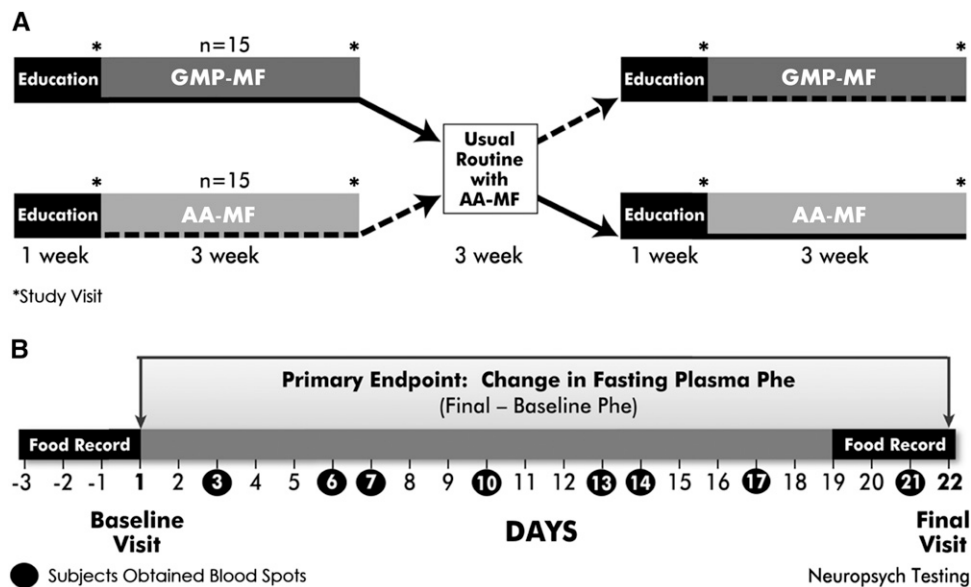 A
* n=15 *
Education GMP-MF
* *
Education GMP-MF
Usual
Routine
with
AA-MF
* n=15 *
Education AA-MF
* *
Education AA-MF
1 week 3 week 3 week 1 week 3 week
*Study Visit
B
Primary Endpoint: Change in Fasting Plasma Phe
(Final – Baseline Phe)
Food Record Food Record
-3 -2 -1 1 2 3 4 5 6 7 8 9 10 11 12 13 14 15 16 17 18 19 20 21 22
Baseline
Visit
DAYS
Final
Visit
Subjects Obtained Blood Spots
Neuropsych Testing